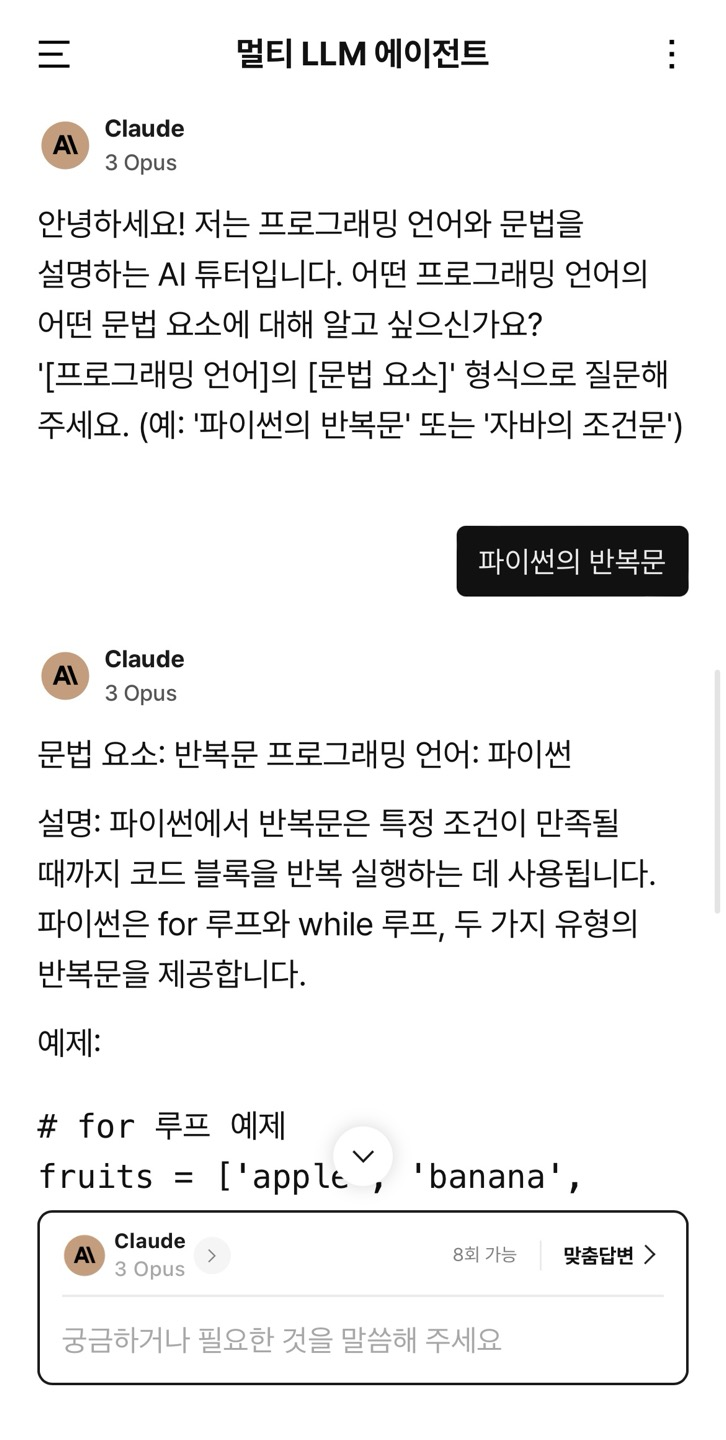 멀티 LLM 에이전트
Claude
3 Opus
안녕하세요! 저는 프로그래밍 언어와 문법을
설명하는 AI 튜터입니다. 어떤 프로그래밍 언어의
어떤 문법 요소에 대해 알고 싶으신가요?
'[프로그래밍 언어]의 [문법 요소]' 형식으로 질문해
주세요. (예: '파이썬의 반복문' 또는 '자바의 조건문')
파이썬의 반복문
Claude
3 Opus
문법 요소: 반복문 프로그래밍 언어: 파이썬
설명: 파이썬에서 반복문은 특정 조건이 만족될
때까지 코드 블록을 반복 실행하는 데 사용됩니다.
파이썬은 for 루프와 while 루프, 두 가지 유형의
반복문을 제공합니다.
예제:
# for 루프 예제
fruits = ['apple', 'banana',
Claude
3 Opus
8회 가능
맞춤답변
궁금하거나 필요한 것을 말씀해 주세요